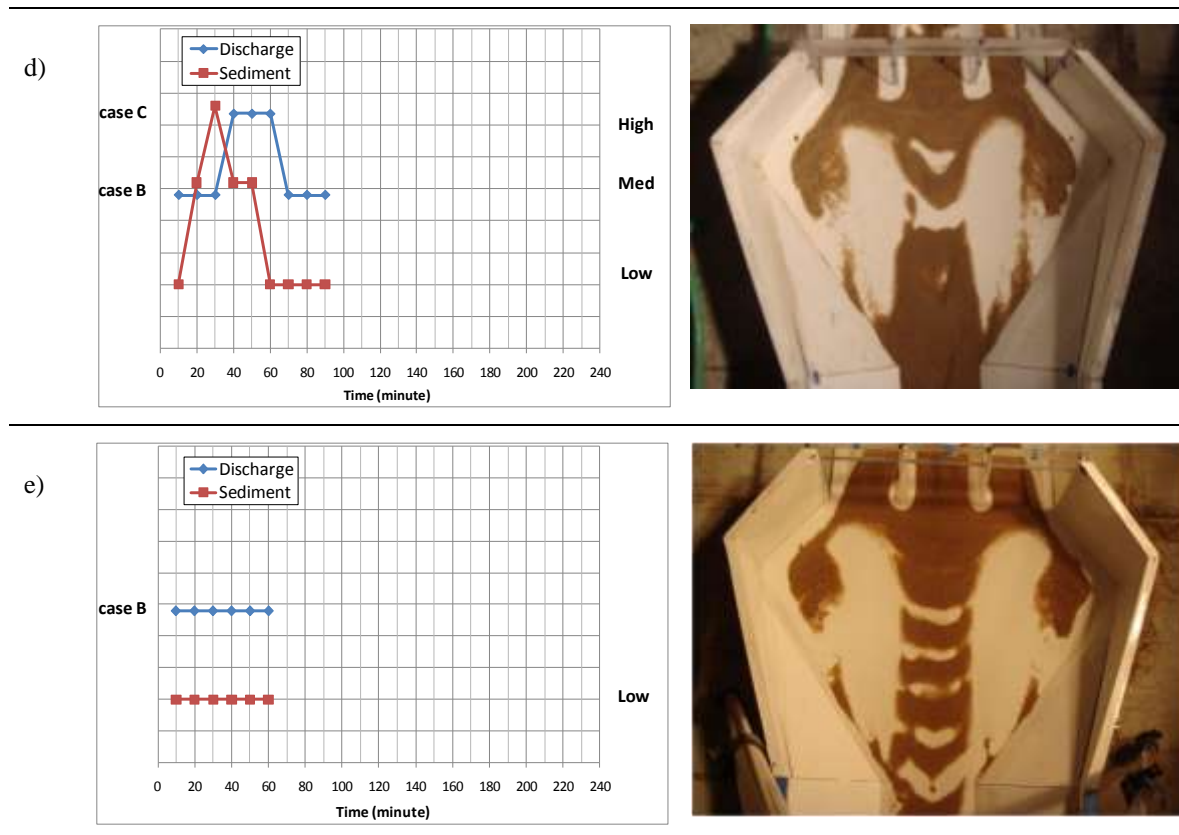 d)
Discharge
Sediment
case C
case B
High
Med
Low
0 20 40 60 80 100 120 140 160 180 200 220 240
Time (minute)
e)
Discharge
Sediment
case B
Low
0 20 40 60 80 100 120 140 160 180 200 220 240
Time (minute)